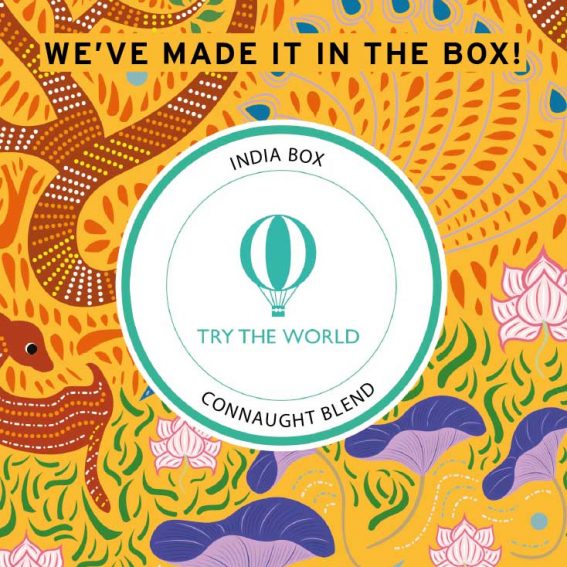 WE'VE MADE IT IN THE BOX!
INDIA BOX
TRY THE WORLD
CONNAUGHT BLEND